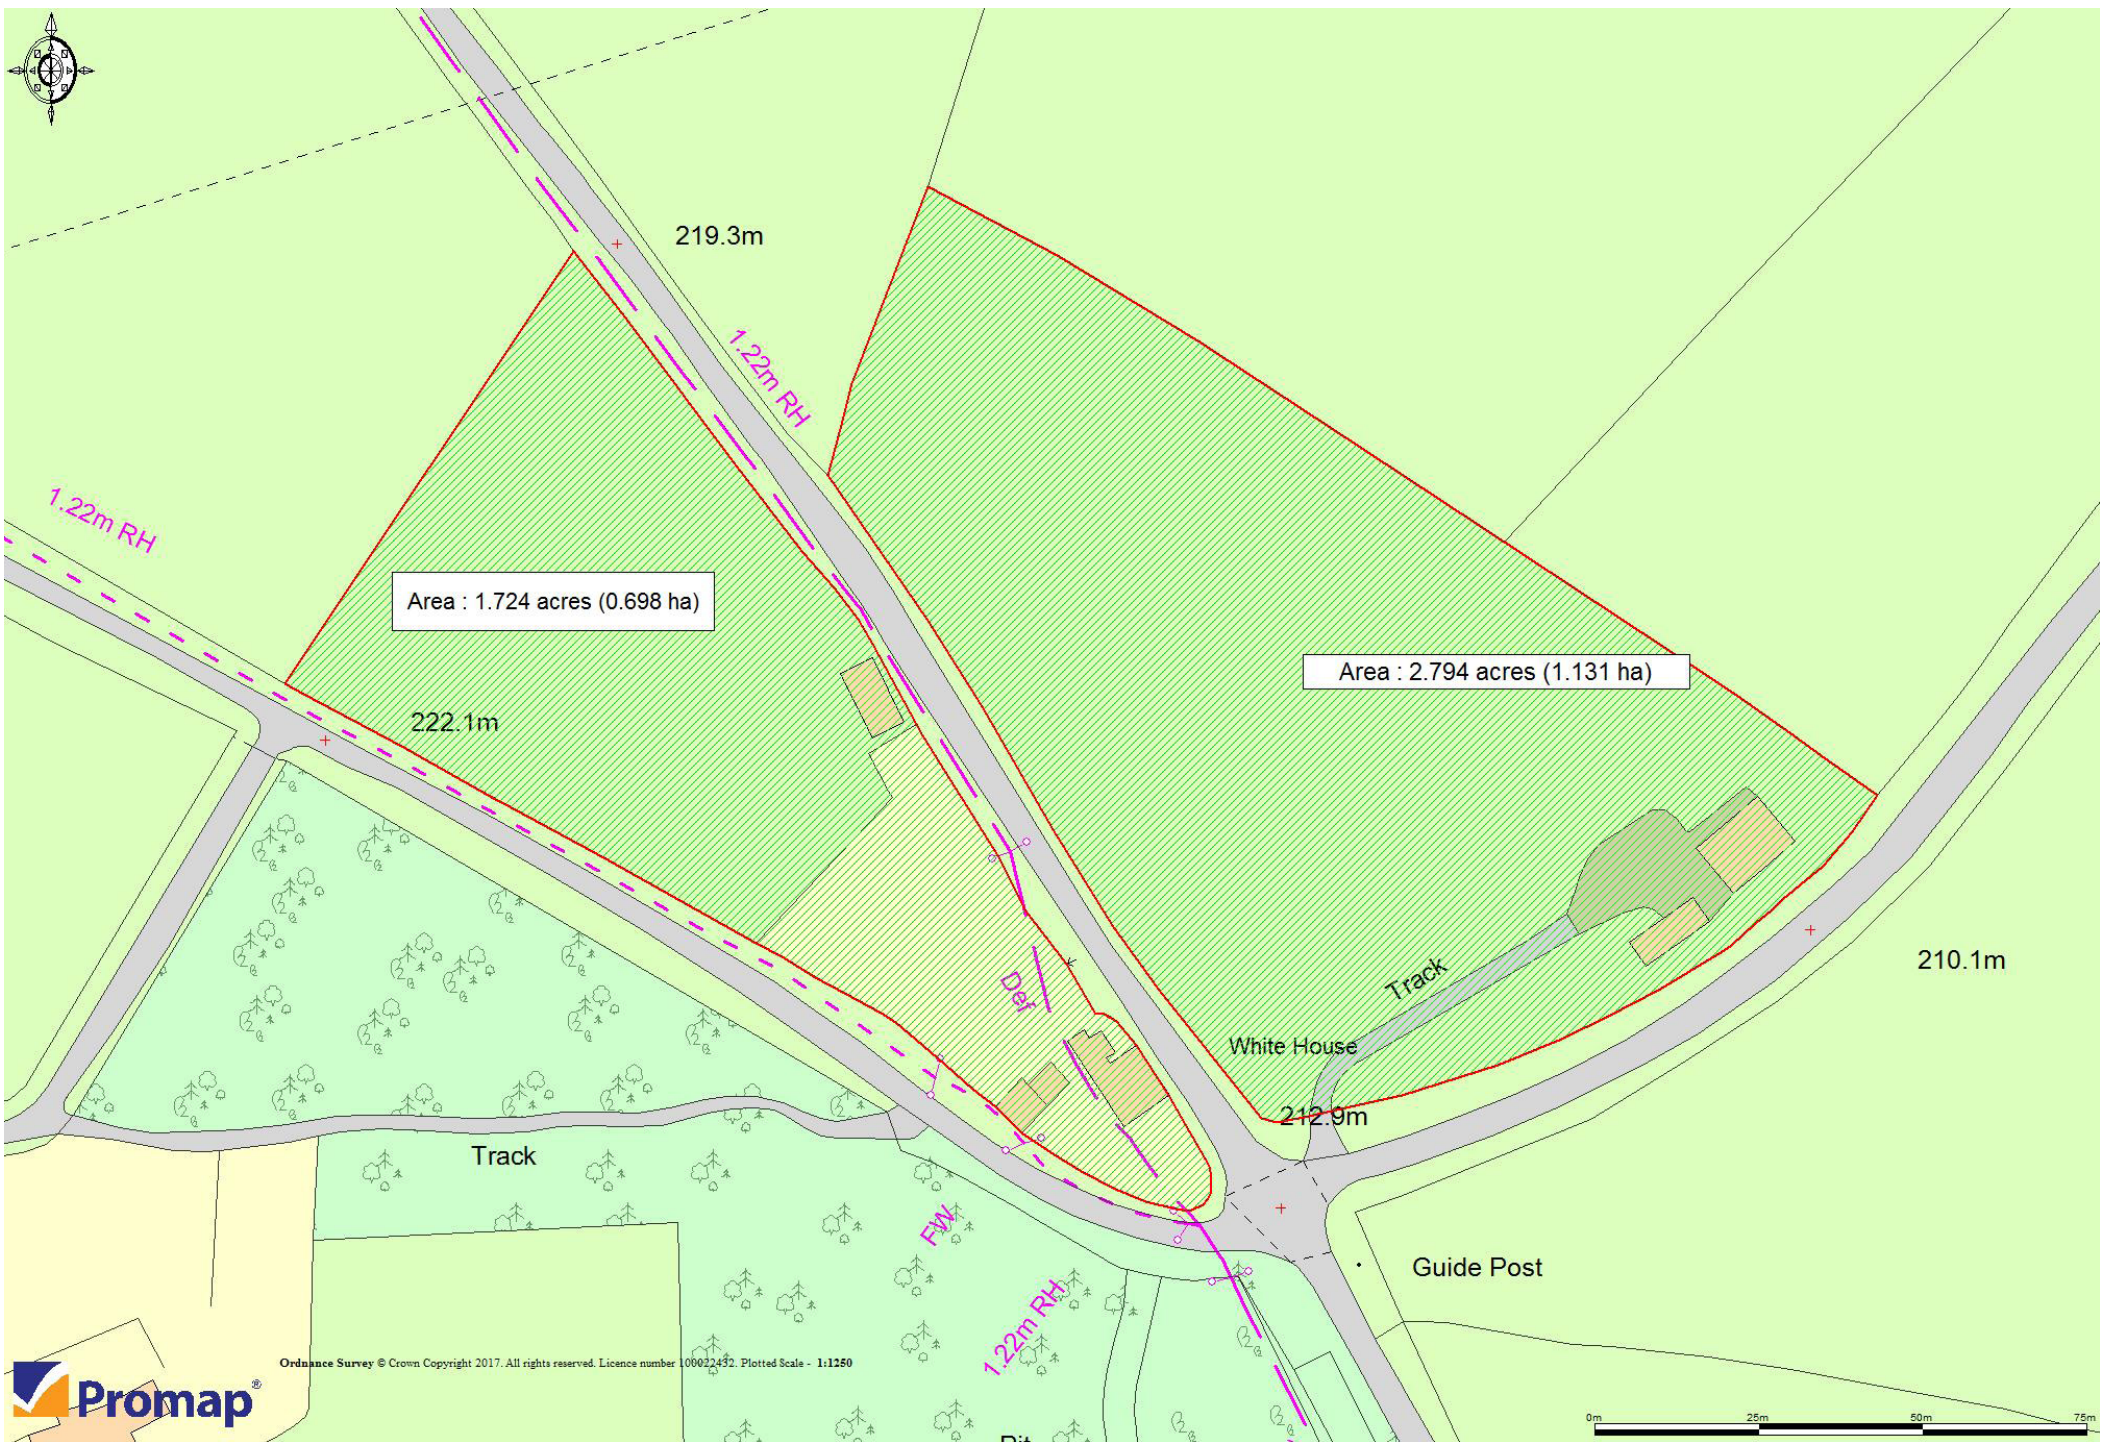 219.3m
1.22m RH
1.22m RH
Area : 1.724 acres (0.698 ha)
Area : 2.794 acres (1.131 ha)
222.1m
210.1m
Def
Track
White House
212.9m
Track
FW
Guide Post
1.22m RH
Ordnance Survey © Crown Copyright 2017. All rights reserved. Licence number 100022432. Plotted Scale - 1:1250
Promap®
0m 25m 50m 75m